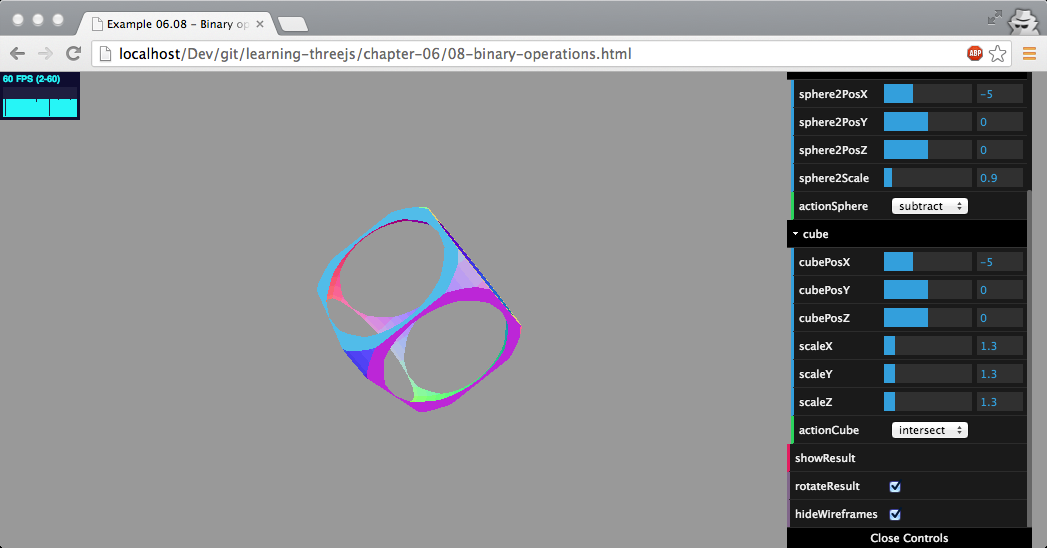 Example 06.08 – Binary op
localhost/Dev/git/learning-threejs/chapter-06/08-binary-operations.html
ABP
60 FPS (2-60)
sphere2PosX -5
sphere2PosY 0
sphere2PosZ 0
sphere2Scale 0.9
actionSphere subtract
cube
cubePosX -5
cubePosY 0
cubePosZ 0
scaleX 1.3
scaleY 1.3
scaleZ 1.3
actionCube intersect
showResult
rotateResult
hideWireframes
Close Controls